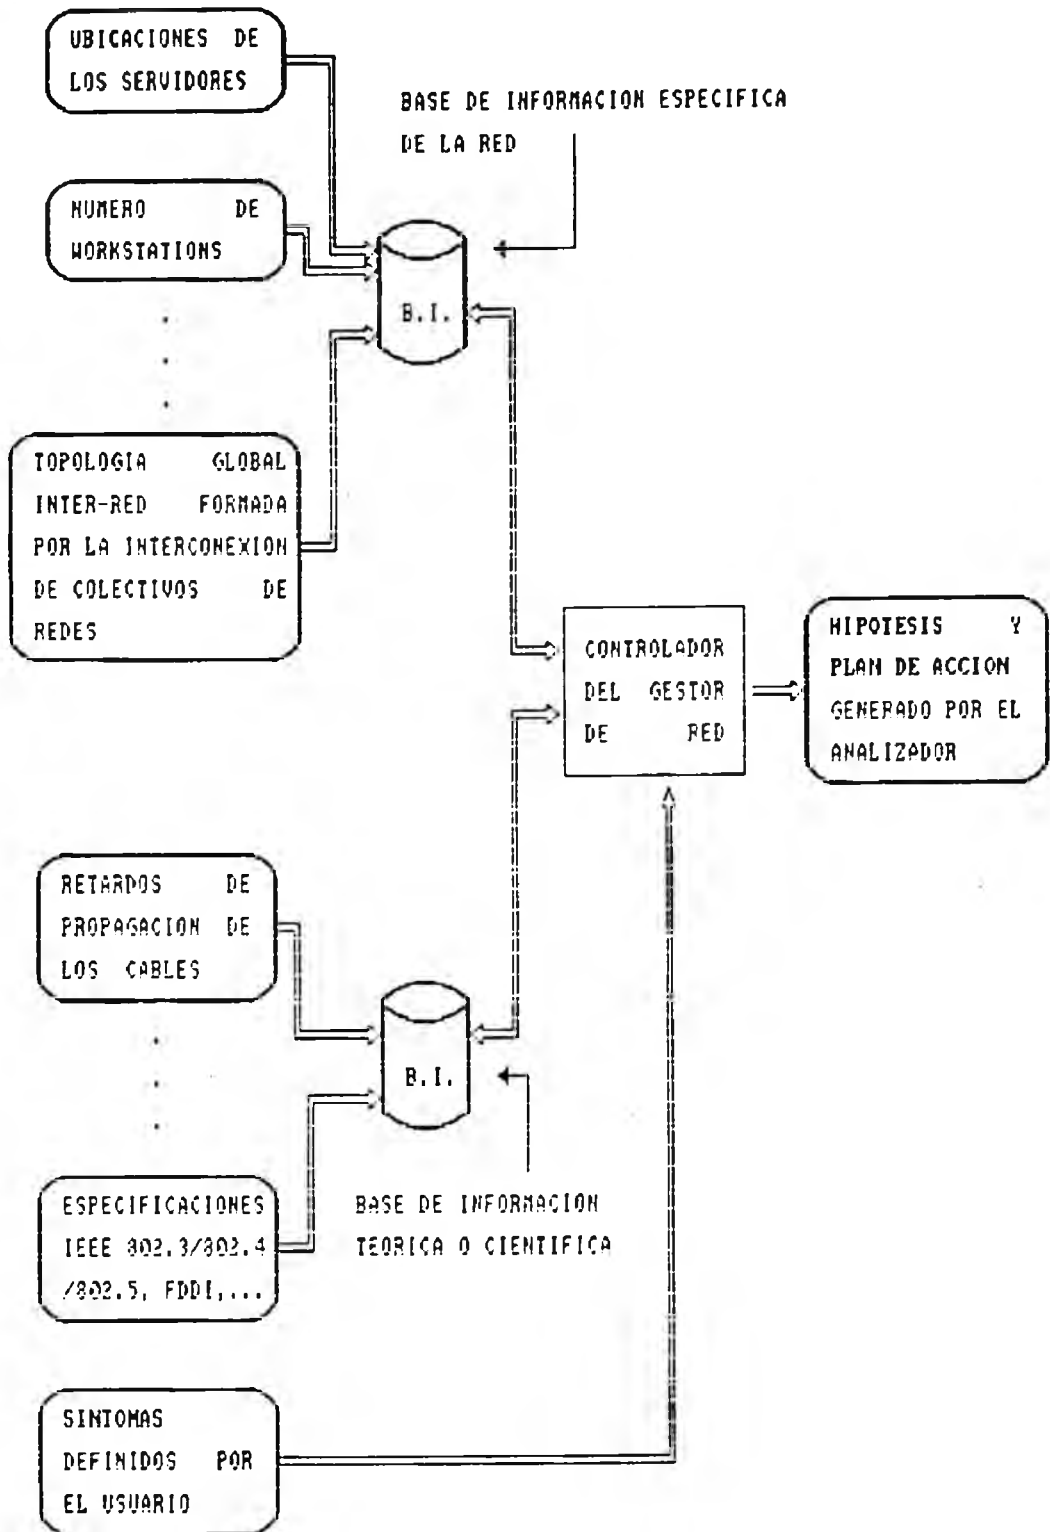 UBICACIONES DE
LOS SERVIDORES
BASE DE INFORMACION ESPECIFICA
DE LA RED
NUMERO DE
WORKSTATIONS
B.I.
TOPOLOGIA GLOBAL
INTER-RED FORMADA
POR LA INTERCONEXION
DE COLECTIVOS DE
REDES
CONTROLADOR
DEL GESTOR
DE RED
HIPOTESIS Y
PLAN DE ACCION
GENERADO POR EL
ANALIZADOR
RETARDOS DE
PROPAGACION DE
LOS CABLES
B.I.
ESPECIFICACIONES
IEEE 802.3/802.4
/802.5, FDDI,...
BASE DE INFORMACION
TEORICA O CIENTIFICA
SINTOMAS
DEFINIDOS POR
EL USUARIO